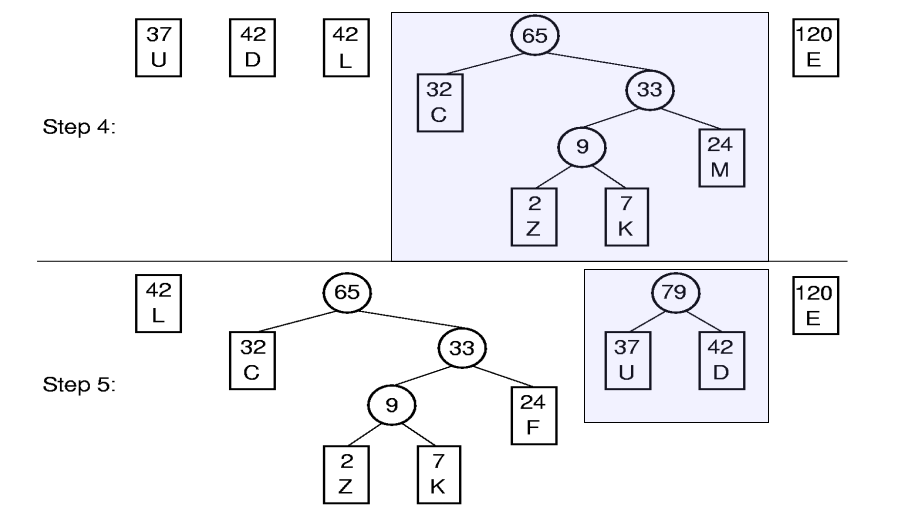 37 42 42 65 120
U D L E
32 33
C
Step 4:
9 24
M
2 7
Z K
42 65 79 120
L E
32 33 37 42
C U D
Step 5:
9 24
F
2 7
Z K